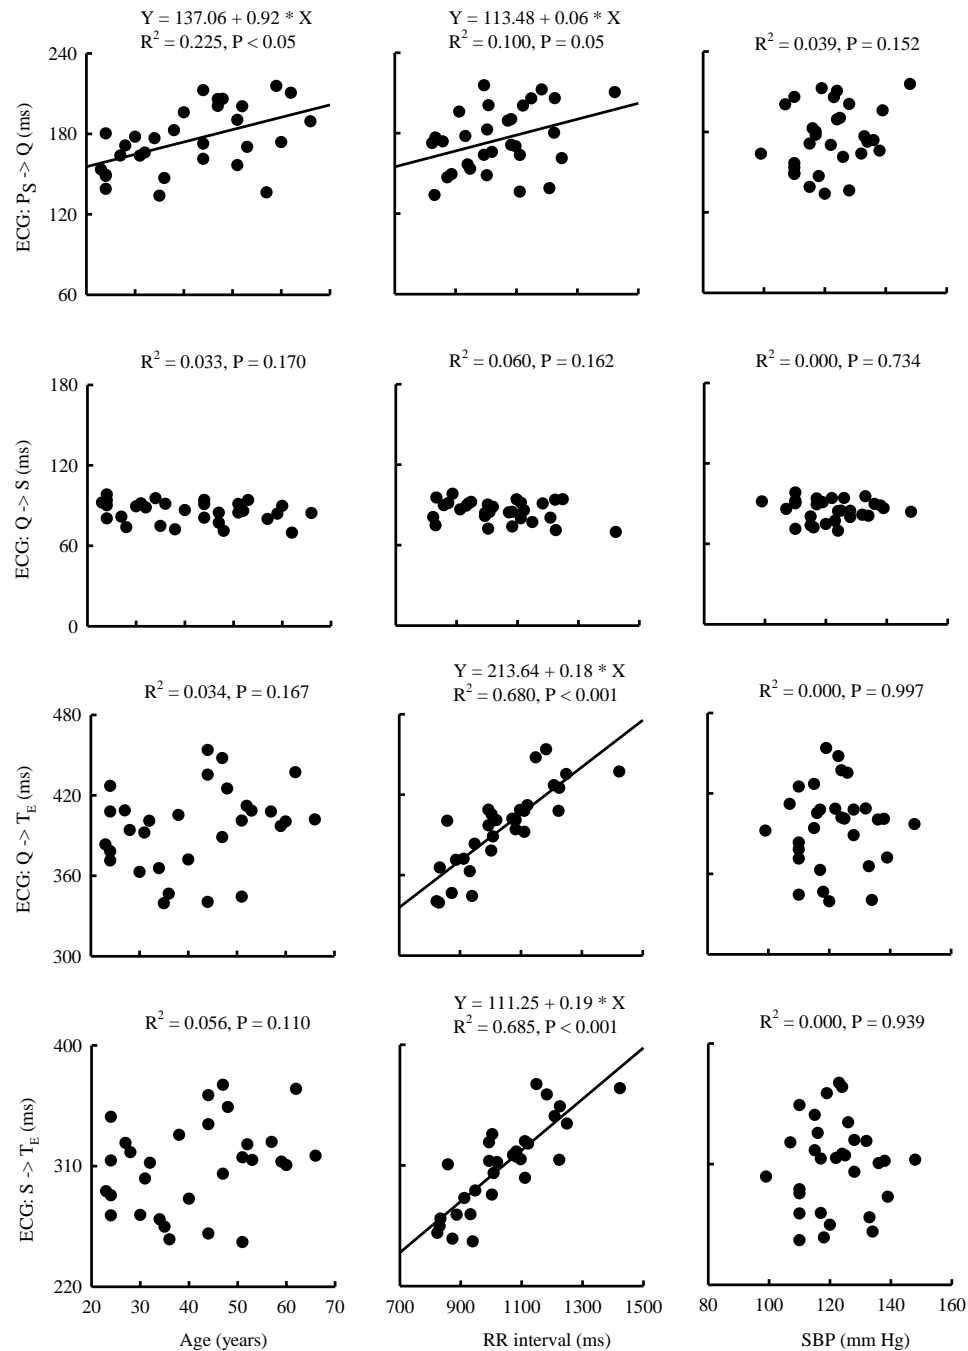 Y = 137.06 + 0.92 * X
R² = 0.225, P < 0.05
Y = 113.48 + 0.06 * X
R² = 0.100, P = 0.05
R² = 0.039, P = 0.152
ECG: P_S -> Q (ms)
240
180
120
60
R² = 0.033, P = 0.170
R² = 0.060, P = 0.162
R² = 0.000, P = 0.734
ECG: Q -> S (ms)
180
120
60
0
R² = 0.034, P = 0.167
Y = 213.64 + 0.18 * X
R² = 0.680, P < 0.001
R² = 0.000, P = 0.997
ECG: Q -> T_E (ms)
480
420
360
300
R² = 0.056, P = 0.110
Y = 111.25 + 0.19 * X
R² = 0.685, P < 0.001
R² = 0.000, P = 0.939
ECG: S -> T_E (ms)
400
310
220
20 30 40 50 60 70
700 900 1100 1300 1500
80 100 120 140 160
Age (years)
RR interval (ms)
SBP (mm Hg)